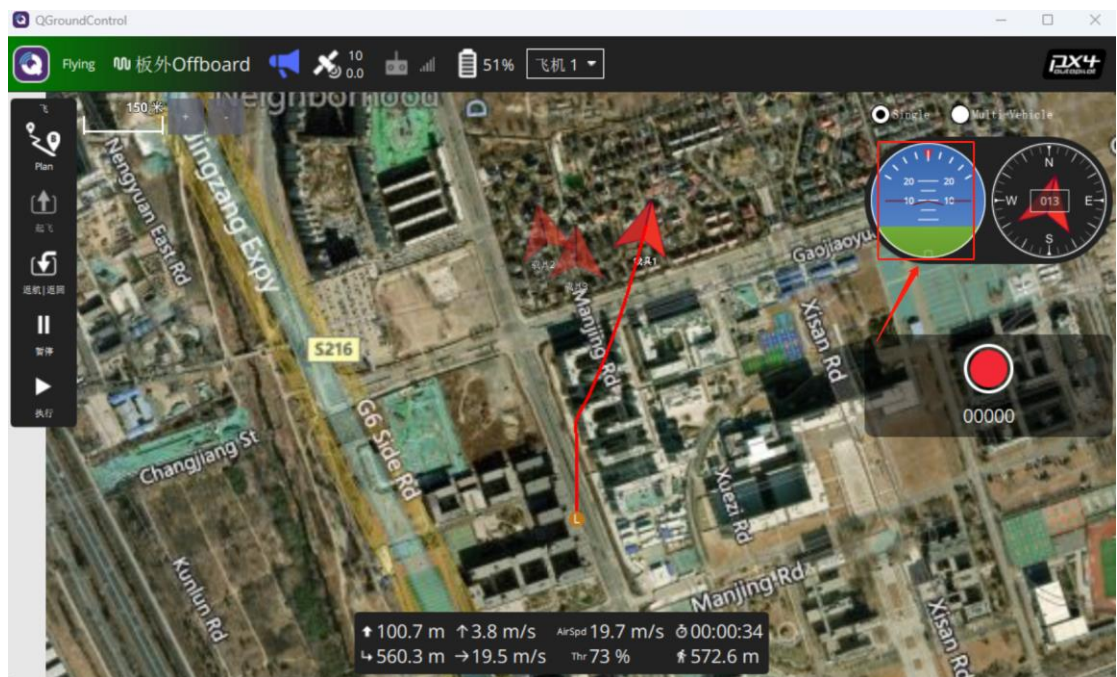 QGroundControl
Flying 板外Offboard 10 0.0 51% 飞机 1
px4
autopilot
飞
Plan
起飞
返航|返回
暂停
执行
150 米
+ -
Neighborhood
Single Multi-Vehicle
20 20
10 10
N
W 013 E
S
00000
Nengyuan East Rd
Jingzang Expy
S216
G6 Side Rd
Changjiang St
Kunlun Rd
Manjing Rd
Gaojiaoyu
Xisan Rd
Xuezi Rd
Manjing Rd
Xisan Rd
L
100.7 m 3.8 m/s AirSpd 19.7 m/s 00:00:34
560.3 m 19.5 m/s Thr 73 % 572.6 m